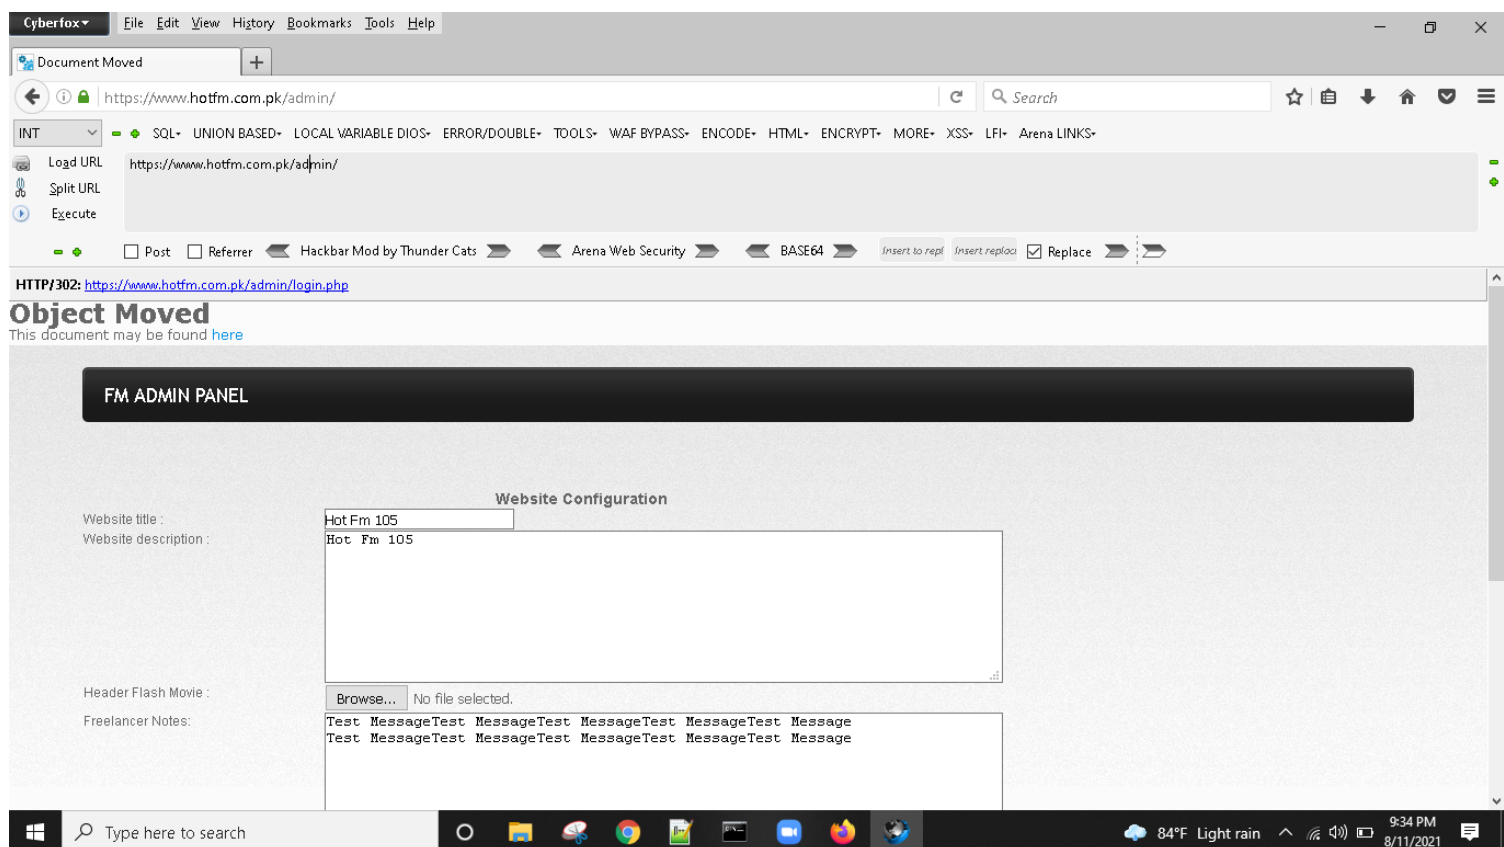 Cyberfox File Edit View History Bookmarks Tools Help
Document Moved
https://www.hotfm.com.pk/admin/ Search
INT SQL UNION BASED LOCAL VARIABLE DIOS ERROR/DOUBLE TOOLS WAF BYPASS ENCODE HTML ENCRYPT MORE XSS LFI Arena LINKS
Load URL https://www.hotfm.com.pk/admin/
Split URL
Execute
Post Referrer Hackbar Mod by Thunder Cats Arena Web Security BASE64 Insert to repl Insert replac Replace
HTTP/302: https://www.hotfm.com.pk/admin/login.php
Object Moved
This document may be found here
FM ADMIN PANEL
Website Configuration
Website title : Hot Fm 105
Website description : Hot Fm 105
Header Flash Movie : Browse... No file selected.
Freelancer Notes: Test MessageTest MessageTest MessageTest MessageTest Message
Test MessageTest MessageTest MessageTest MessageTest Message
Type here to search 84°F Light rain 9:34 PM
8/11/2021